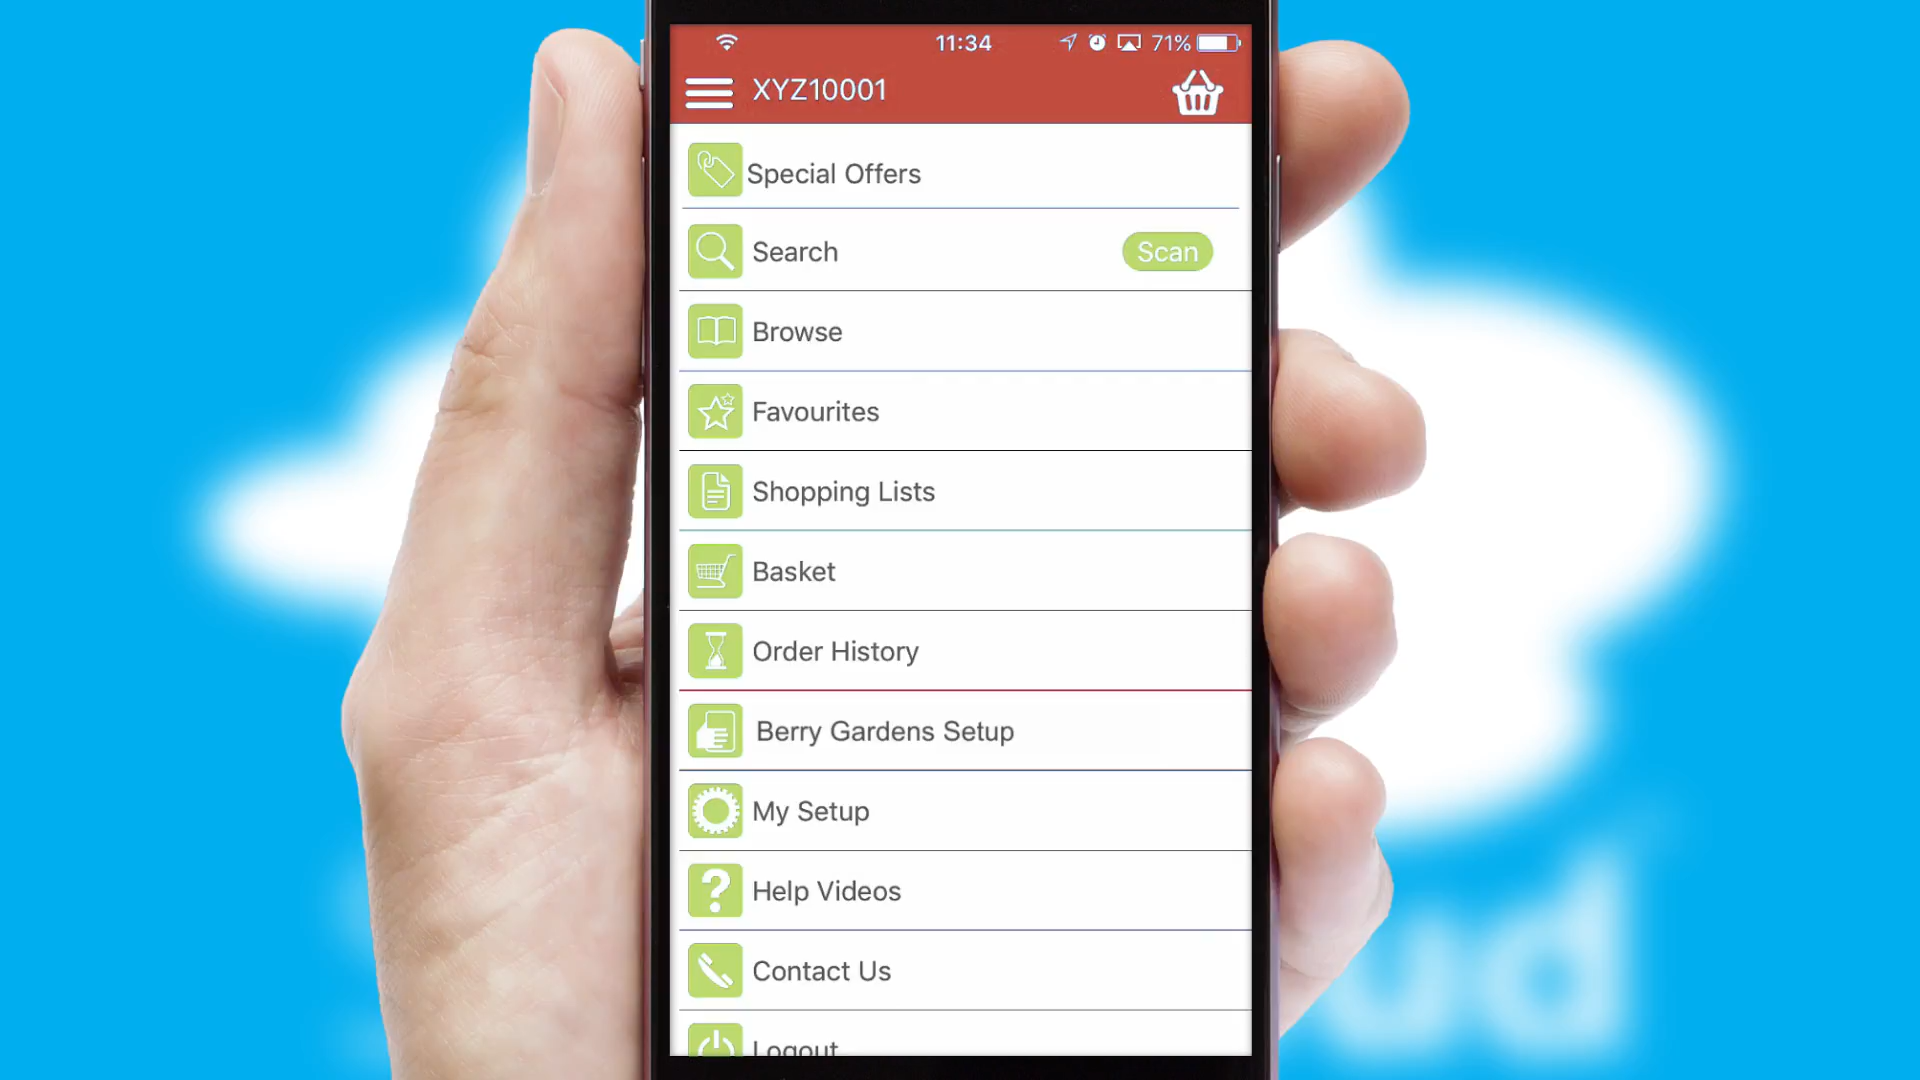 11:34
71%
XYZ10001
Special Offers
Search
Scan
Browse
Favourites
Shopping Lists
Basket
Order History
Berry Gardens Setup
My Setup
Help Videos
Contact Us
Logout
ud